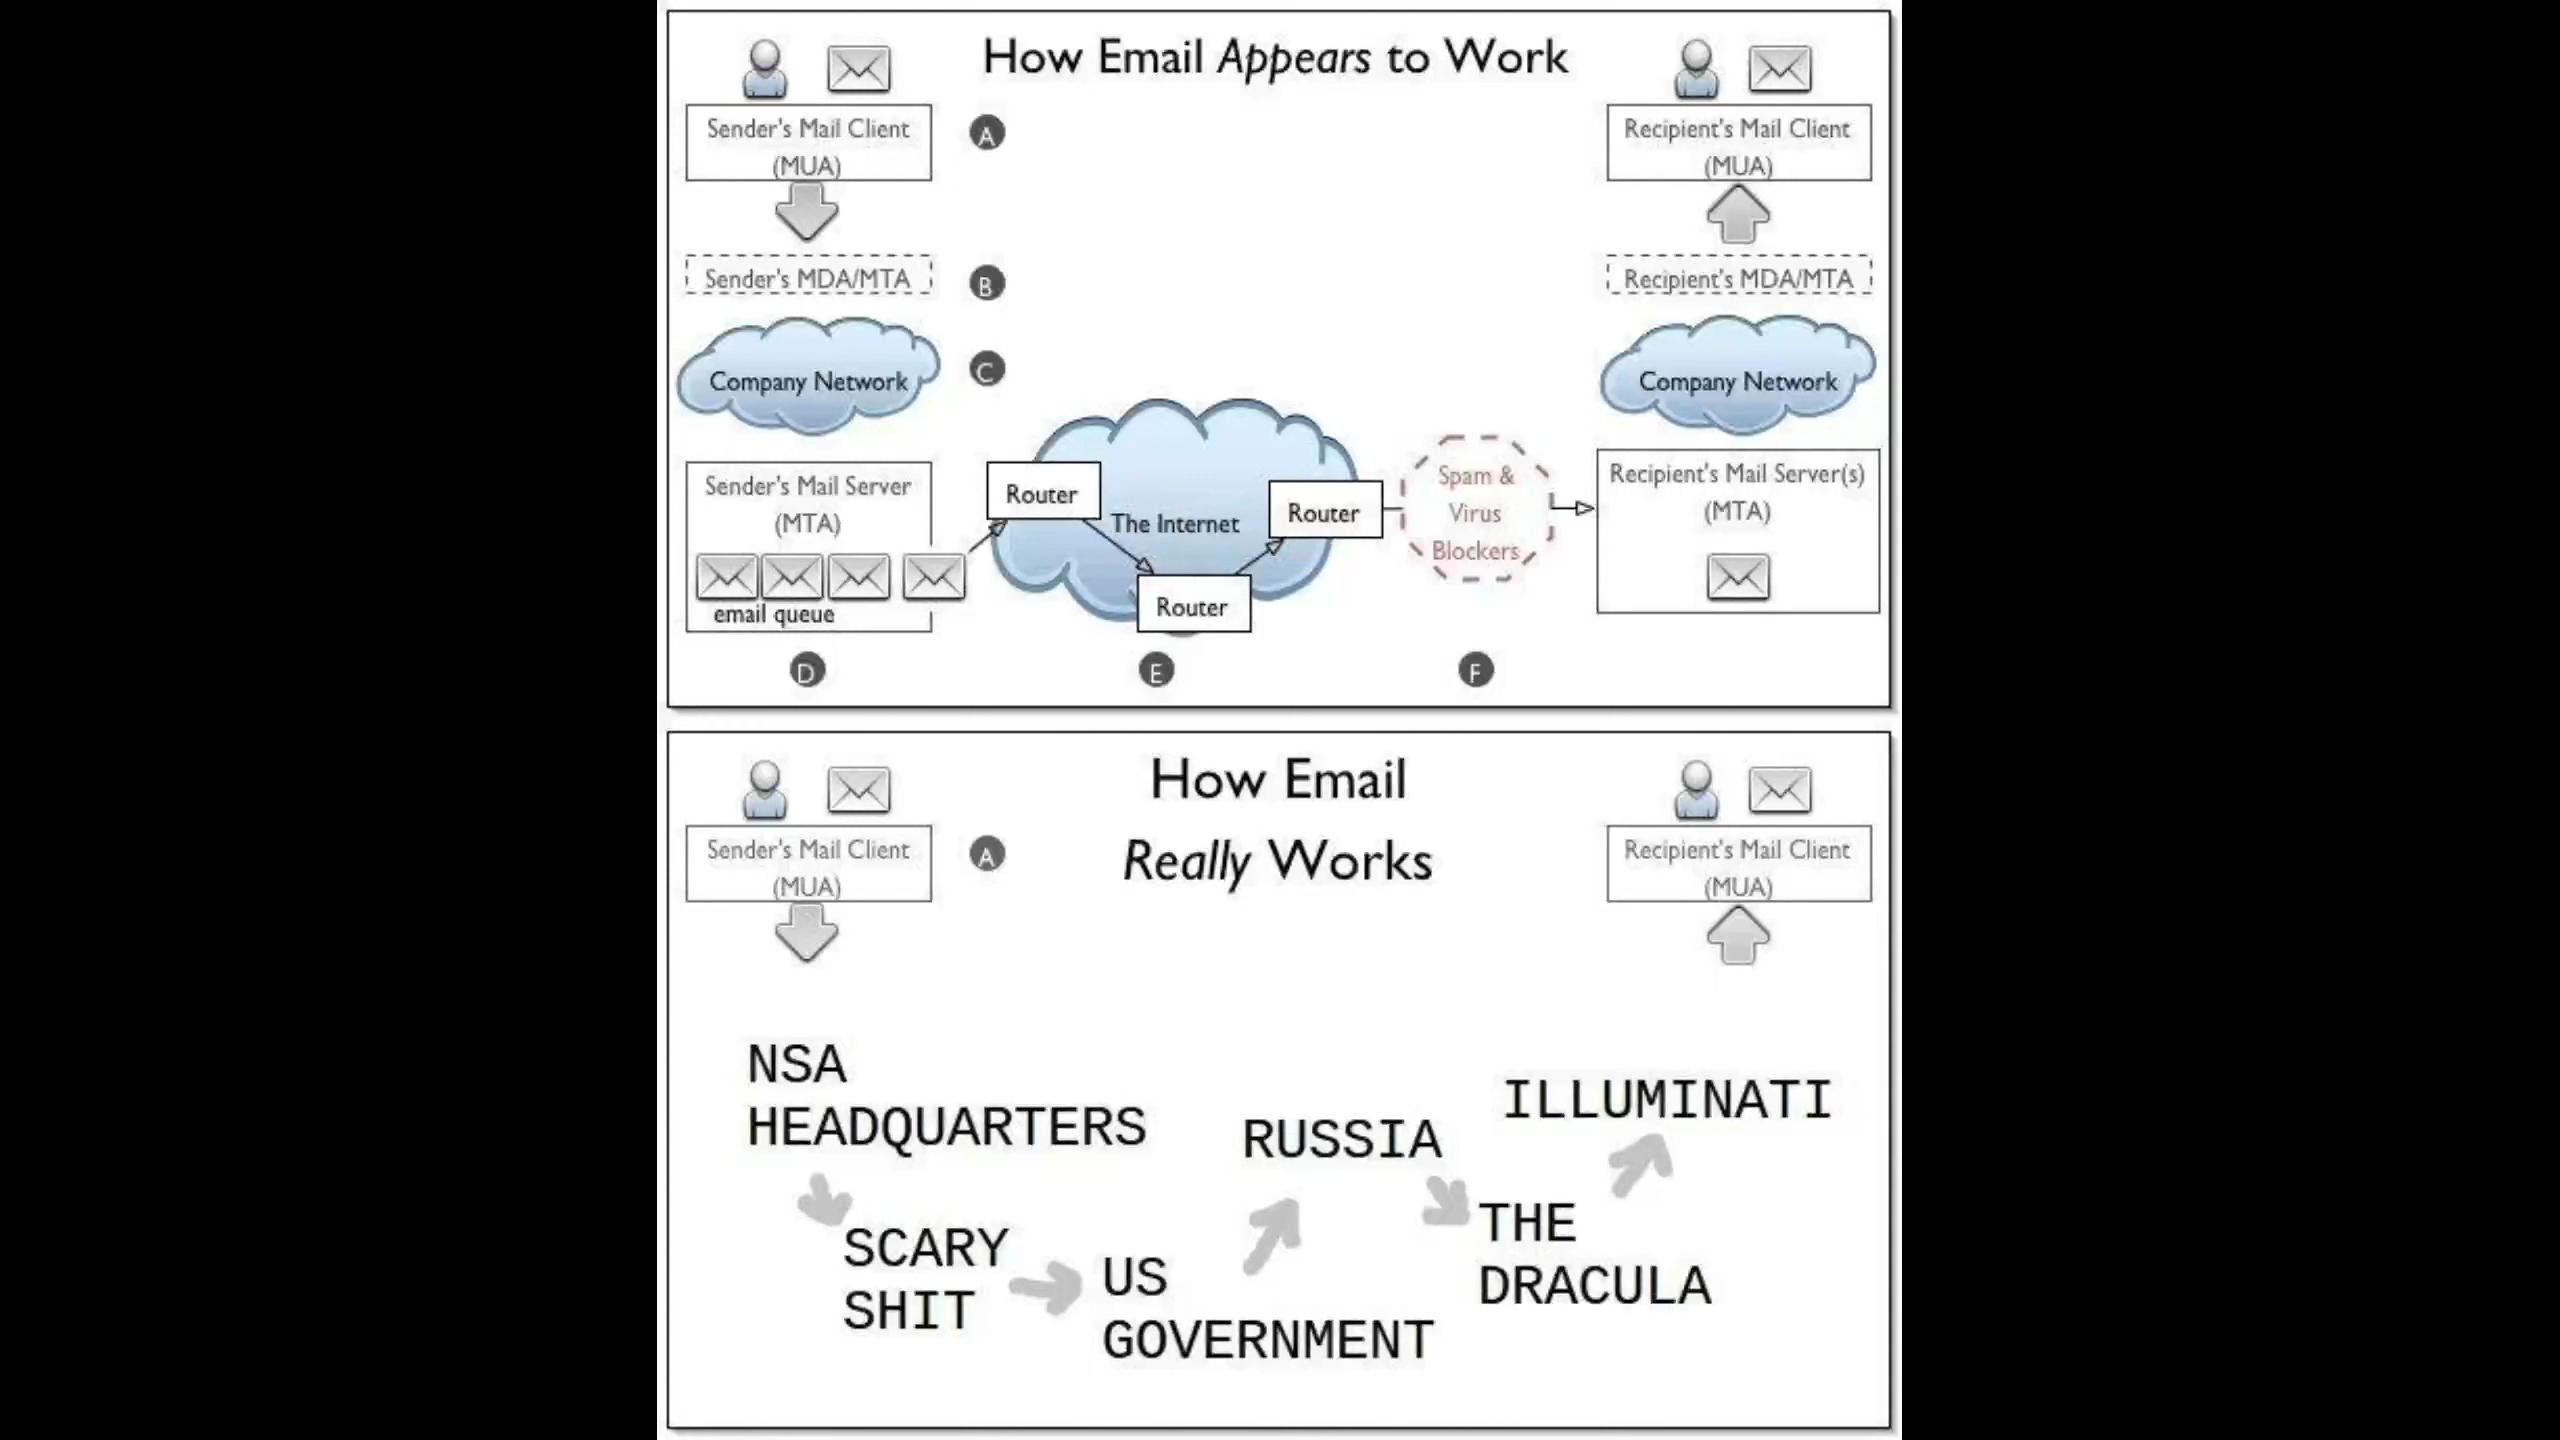 How Email Appears to Work
Sender's Mail Client
(MUA)
A
Recipient's Mail Client
(MUA)
Sender's MDA/MTA
B
Recipient's MDA/MTA
Company Network
C
Company Network
Sender's Mail Server
(MTA)
email queue
Router
The Internet
Router
Router
Spam &
Virus
Blockers
Recipient's Mail Server(s)
(MTA)
D
E
F
How Email
Really Works
Sender's Mail Client
(MUA)
A
Recipient's Mail Client
(MUA)
NSA
HEADQUARTERS
SCARY
SHIT
US
GOVERNMENT
RUSSIA
THE
DRACULA
ILLUMINATI